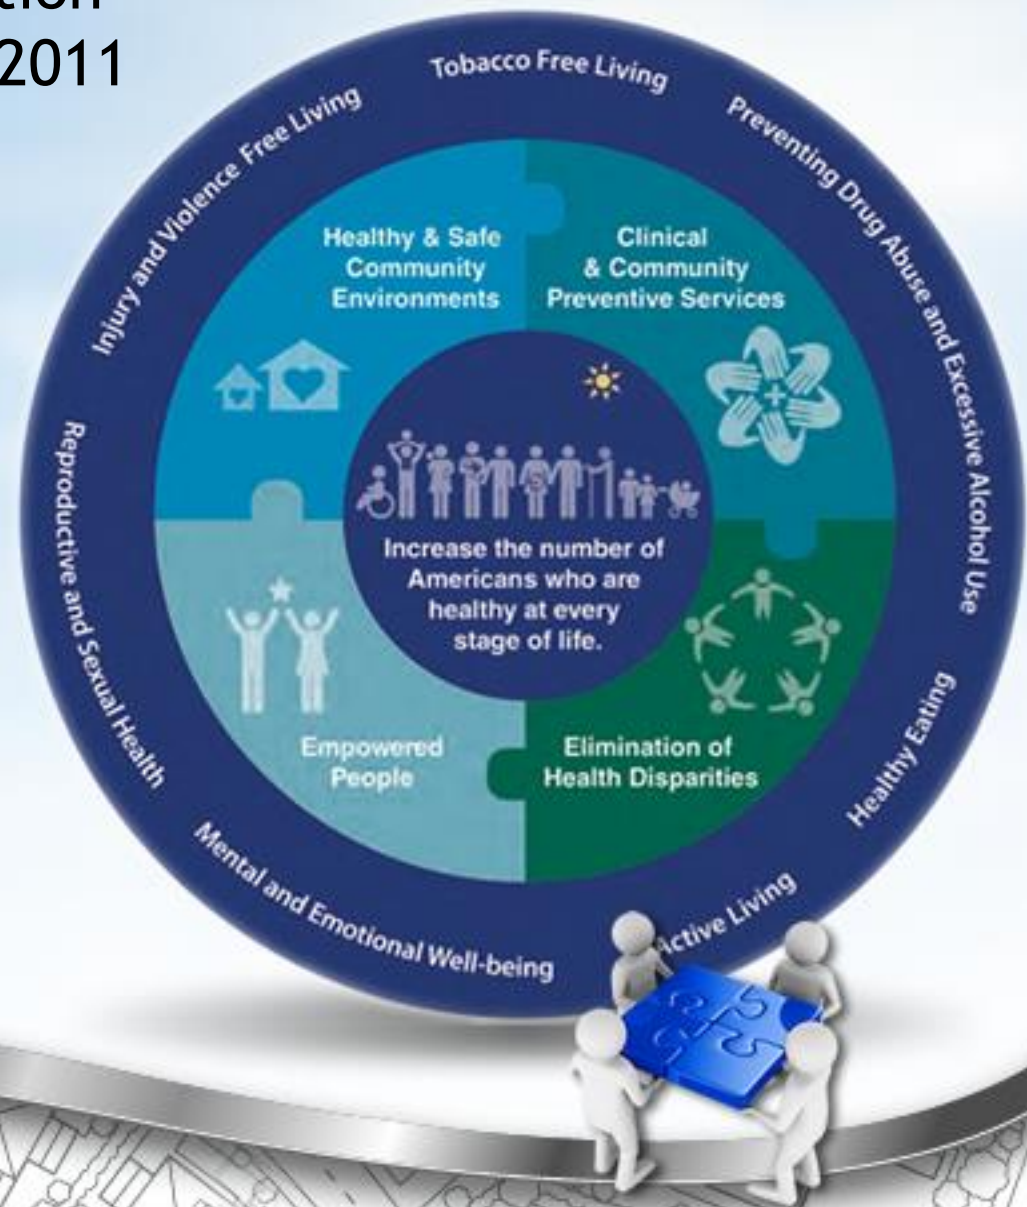 2011
Tobacco Free Living
Preventing Drug Abuse and Excessive Alcohol Use
Healthy Eating
Active Living
Mental and Emotional Well-being
Reproductive and Sexual Health
Injury and Violence Free Living
Healthy & Safe
Community
Environments
Clinical
& Community
Preventive Services
Increase the number of
Americans who are
healthy at every
stage of life.
Empowered
People
Elimination of
Health Disparities